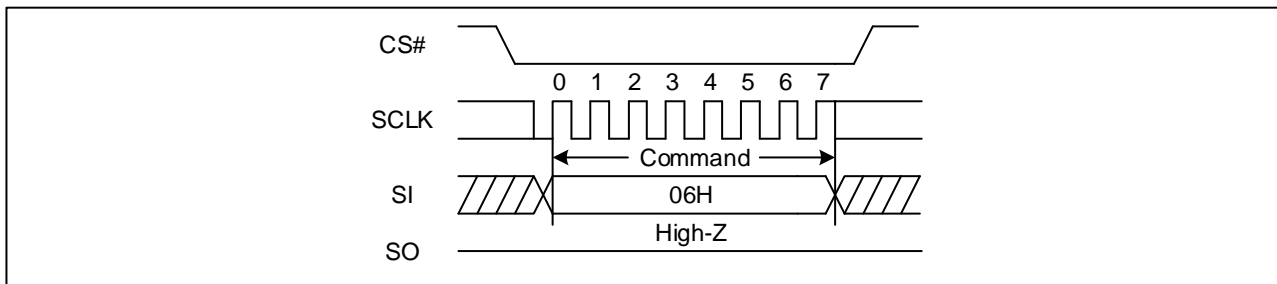 CS#
0 1 2 3 4 5 6 7
SCLK
Command
SI
06H
High-Z
SO